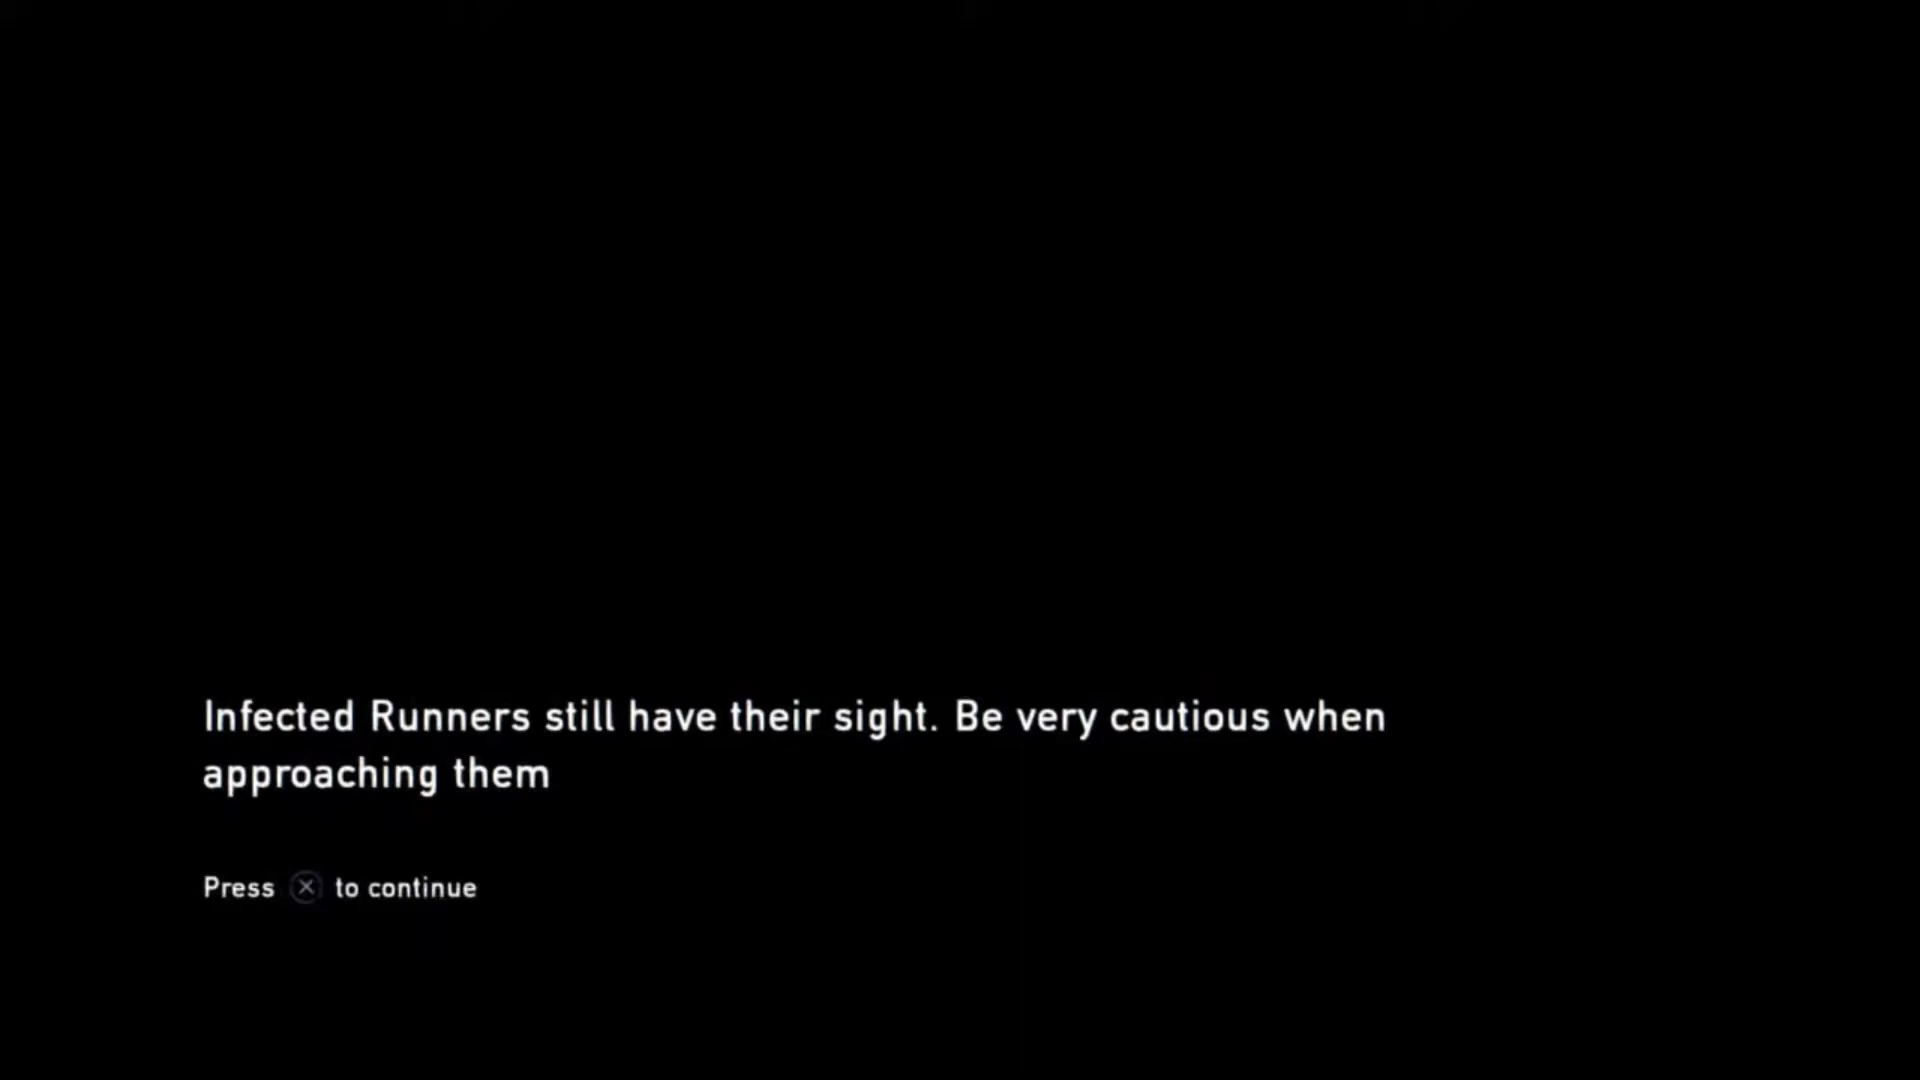 Infected Runners still have their sight. Be very cautious when
approaching them
Press ⓧ to continue